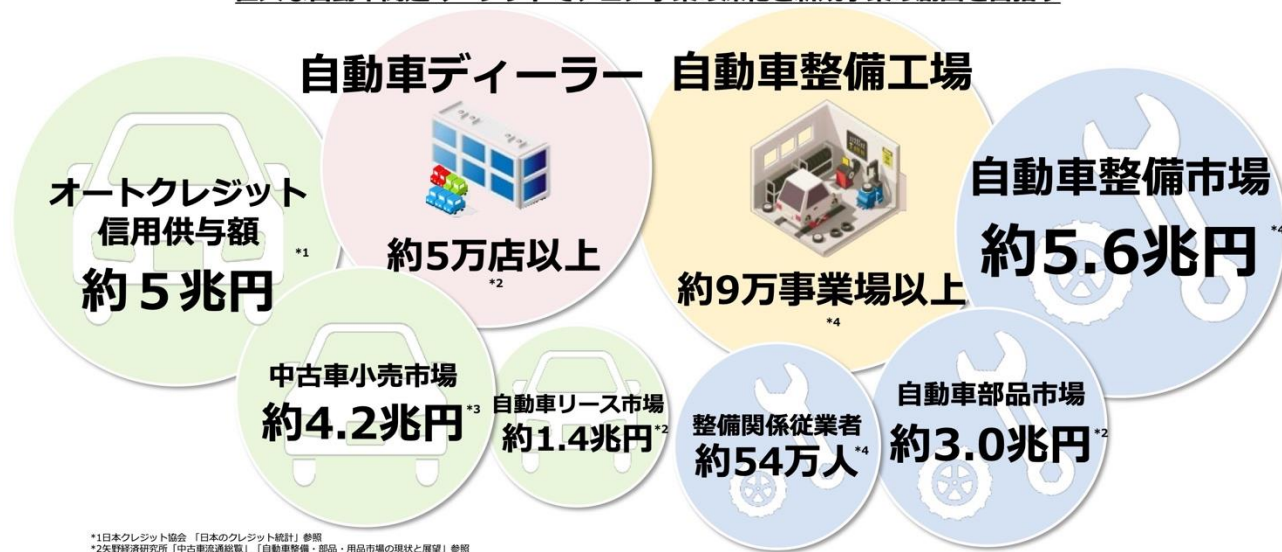 自動車ディーラー
自動車整備工場
オートクレジット
信用供与額
*1
約5兆円
約5万店以上
*2
約9万事業場以上
*4
自動車整備市場
約5.6兆円
*4
中古車小売市場
約4.2兆円
*3
自動車リース市場
約1.4兆円
*2
整備関係従業者
約54万人
*4
自動車部品市場
約3.0兆円
*2
*1日本クレジット協会 「日本のクレジット統計」参照
*2矢野経済研究所「中古車流通総覧」「自動車整備・部品・用品市場の現状と展望」参照